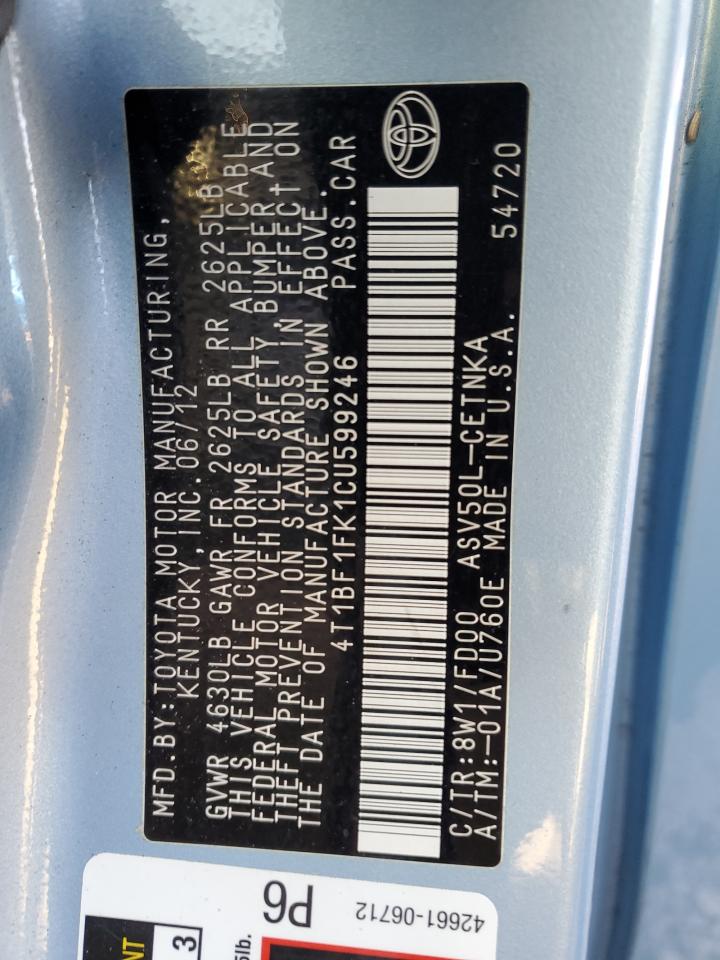 MFD.BY:TOYOTA MOTOR MANUFACTURING,
KENTUCKY, INC. 06/12
GVWR 4630LB GAWR FR 2625LB RR 2625LB
THIS VEHICLE CONFORMS TO ALL APPLICABLE
FEDERAL MOTOR VEHICLE SAFETY, BUMPER, AND
THEFT PREVENTION STANDARDS IN EFFECT ON
THE DATE OF MANUFACTURE SHOWN ABOVE.
4T1BF1FK1CU599246 PASS.CAR
C/TR:8W1/FD00 ASV50L-CETNKA
A/TM:-01A/U760E MADE IN U.S.A. 54720
P6
42661-06712
NT
3
5lb.